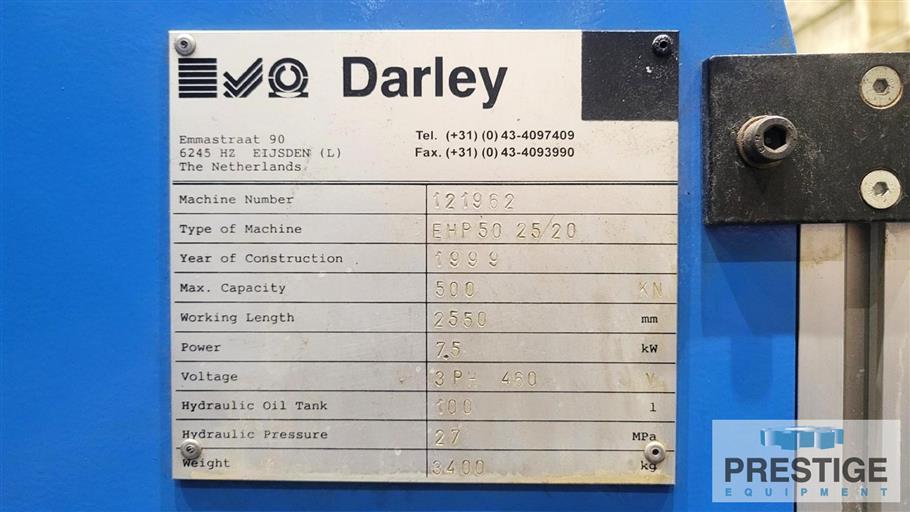 Darley
Emmastraat 90
6245 HZ EIJSDEN (L)
The Netherlands
Tel. (+31) (0) 43-4097409
Fax. (+31) (0) 43-4093990
Machine Number 121962
Type of Machine EHP50 25/20
Year of Construction 1999
Max. Capacity 500 KN
Working Length 2550 mm
Power 7.5 kW
Voltage 3 PH 460 V
Hydraulic Oil Tank 100 l
Hydraulic Pressure 27 MPa
Weight 3400 kg
PRESTIGE
EQUIPMENT